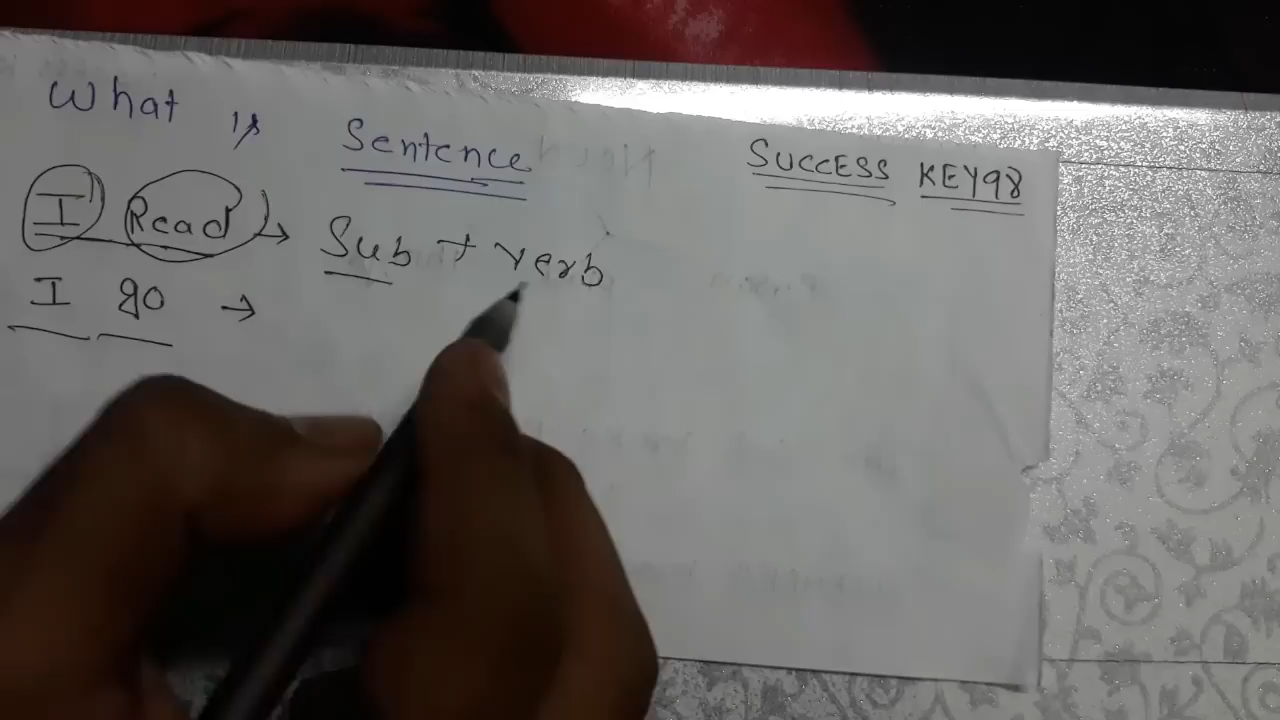 What is Sentence
SUCCESS KEY98
I Read → Sub + verb
I go →